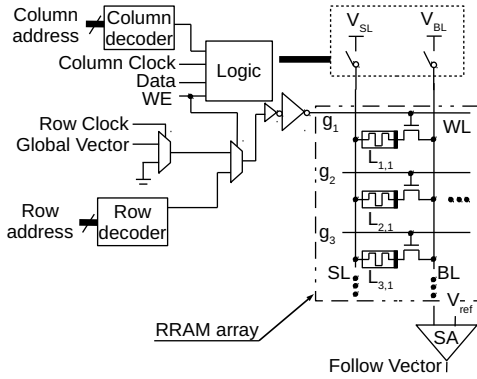 Column address
Column decoder
Column Clock
Data
WE
Logic
V_SL
V_BL
Row Clock
Global Vector
Row address
Row decoder
g_1
WL
L_1,1
g_2
L_2,1
g_3
L_3,1
SL
BL
V_ref
SA
RRAM array
Follow Vector